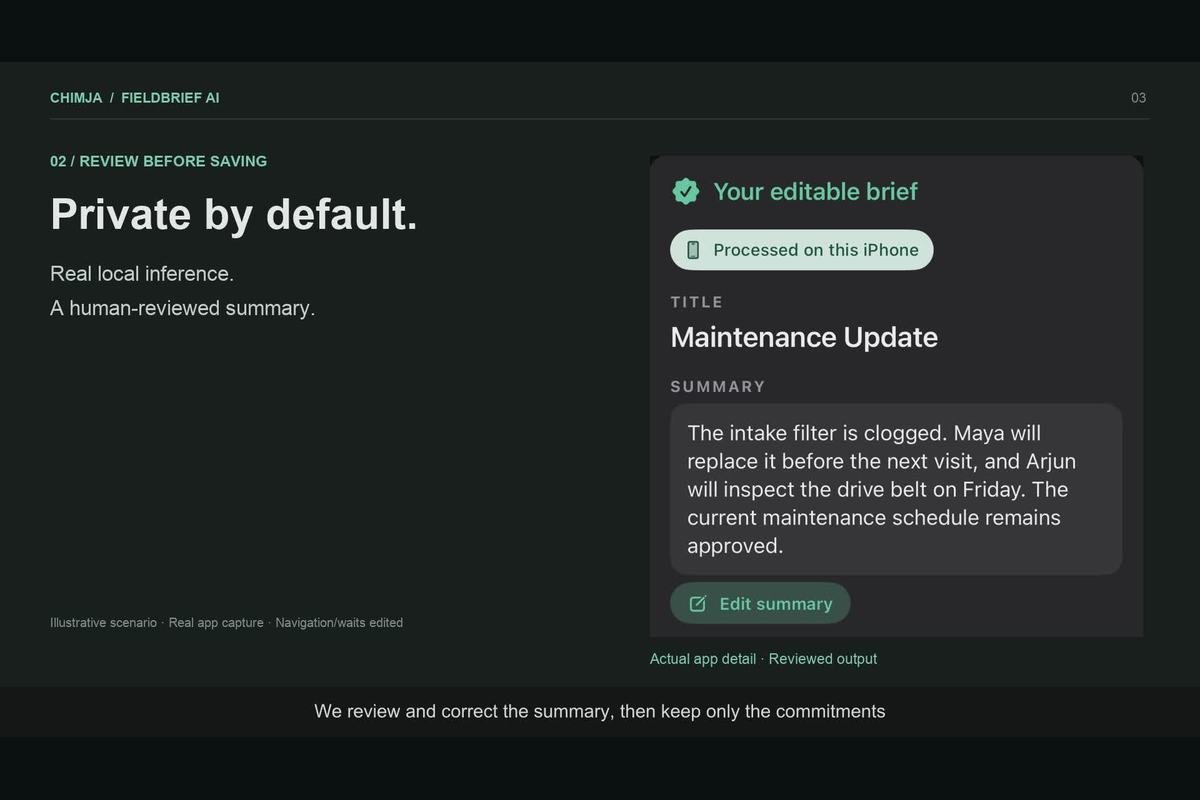 CHIMJA / FIELDBRIEF AI
03
02 / REVIEW BEFORE SAVING
Private by default.
Real local inference.
A human-reviewed summary.
Illustrative scenario · Real app capture · Navigation/waits edited
Your editable brief
Processed on this iPhone
TITLE
Maintenance Update
SUMMARY
The intake filter is clogged. Maya will
replace it before the next visit, and Arjun
will inspect the drive belt on Friday. The
current maintenance schedule remains
approved.
Edit summary
Actual app detail · Reviewed output
We review and correct the summary, then keep only the commitments